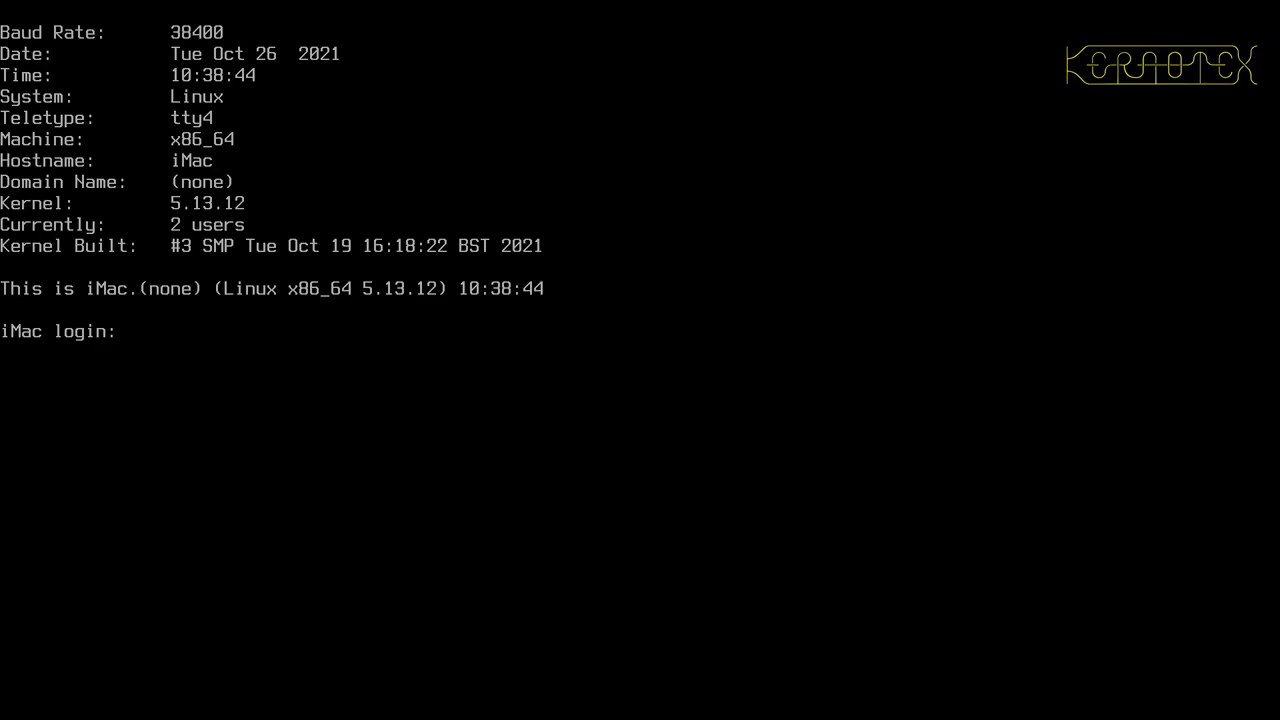 Baud Rate: 38400
Date: Tue Oct 26  2021
Time: 10:38:44
System: Linux
Teletype: tty4
Machine: x86_64
Hostname: iMac
Domain Name: (none)
Kernel: 5.13.12
Currently: 2 users
Kernel Built: #3 SMP Tue Oct 19 16:18:22 BST 2021
This is iMac.(none) (Linux x86_64 5.13.12) 10:38:44
iMac login: